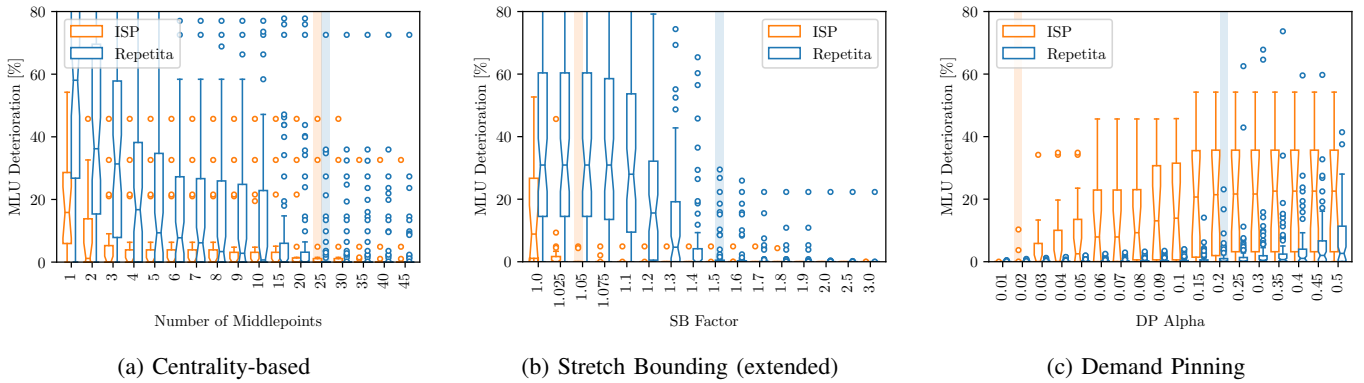 80
60
40
20
0
MLU Deterioration [%]
ISP
Repetita
1 2 3 4 5 6 7 8 9 10 15 20 25 30 35 40 45
Number of Middlepoints
(a) Centrality-based
80
60
40
20
0
MLU Deterioration [%]
ISP
Repetita
1.0 1.025 1.05 1.075 1.1 1.2 1.3 1.4 1.5 1.6 1.7 1.8 1.9 2.0 2.5 3.0
SB Factor
(b) Stretch Bounding (extended)
80
60
40
20
0
MLU Deterioration [%]
ISP
Repetita
0.01 0.02 0.03 0.04 0.05 0.06 0.07 0.08 0.09 0.1 0.15 0.2 0.25 0.3 0.35 0.4 0.45 0.5
DP Alpha
(c) Demand Pinning